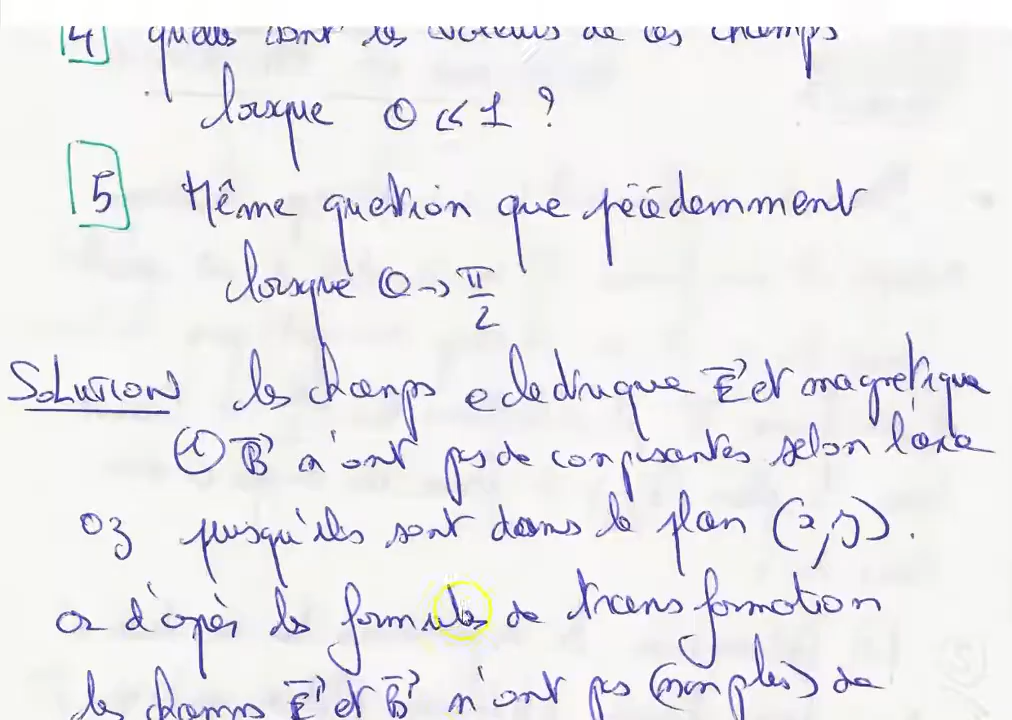 4 quelles sont les valeurs de ces champs
lorsque θ << 1 ?
5 Même question que précédemment
lorsque θ → π/2
Solution les champs electrique E⃗ et magnetique
① B⃗ n'ont pas de composantes selon l'axe
oz puisqu'ils sont dans le plan (x,y).
or d'après les formules de transformation
les champs E⃗' et B⃗' n'ont pas (non plus) de